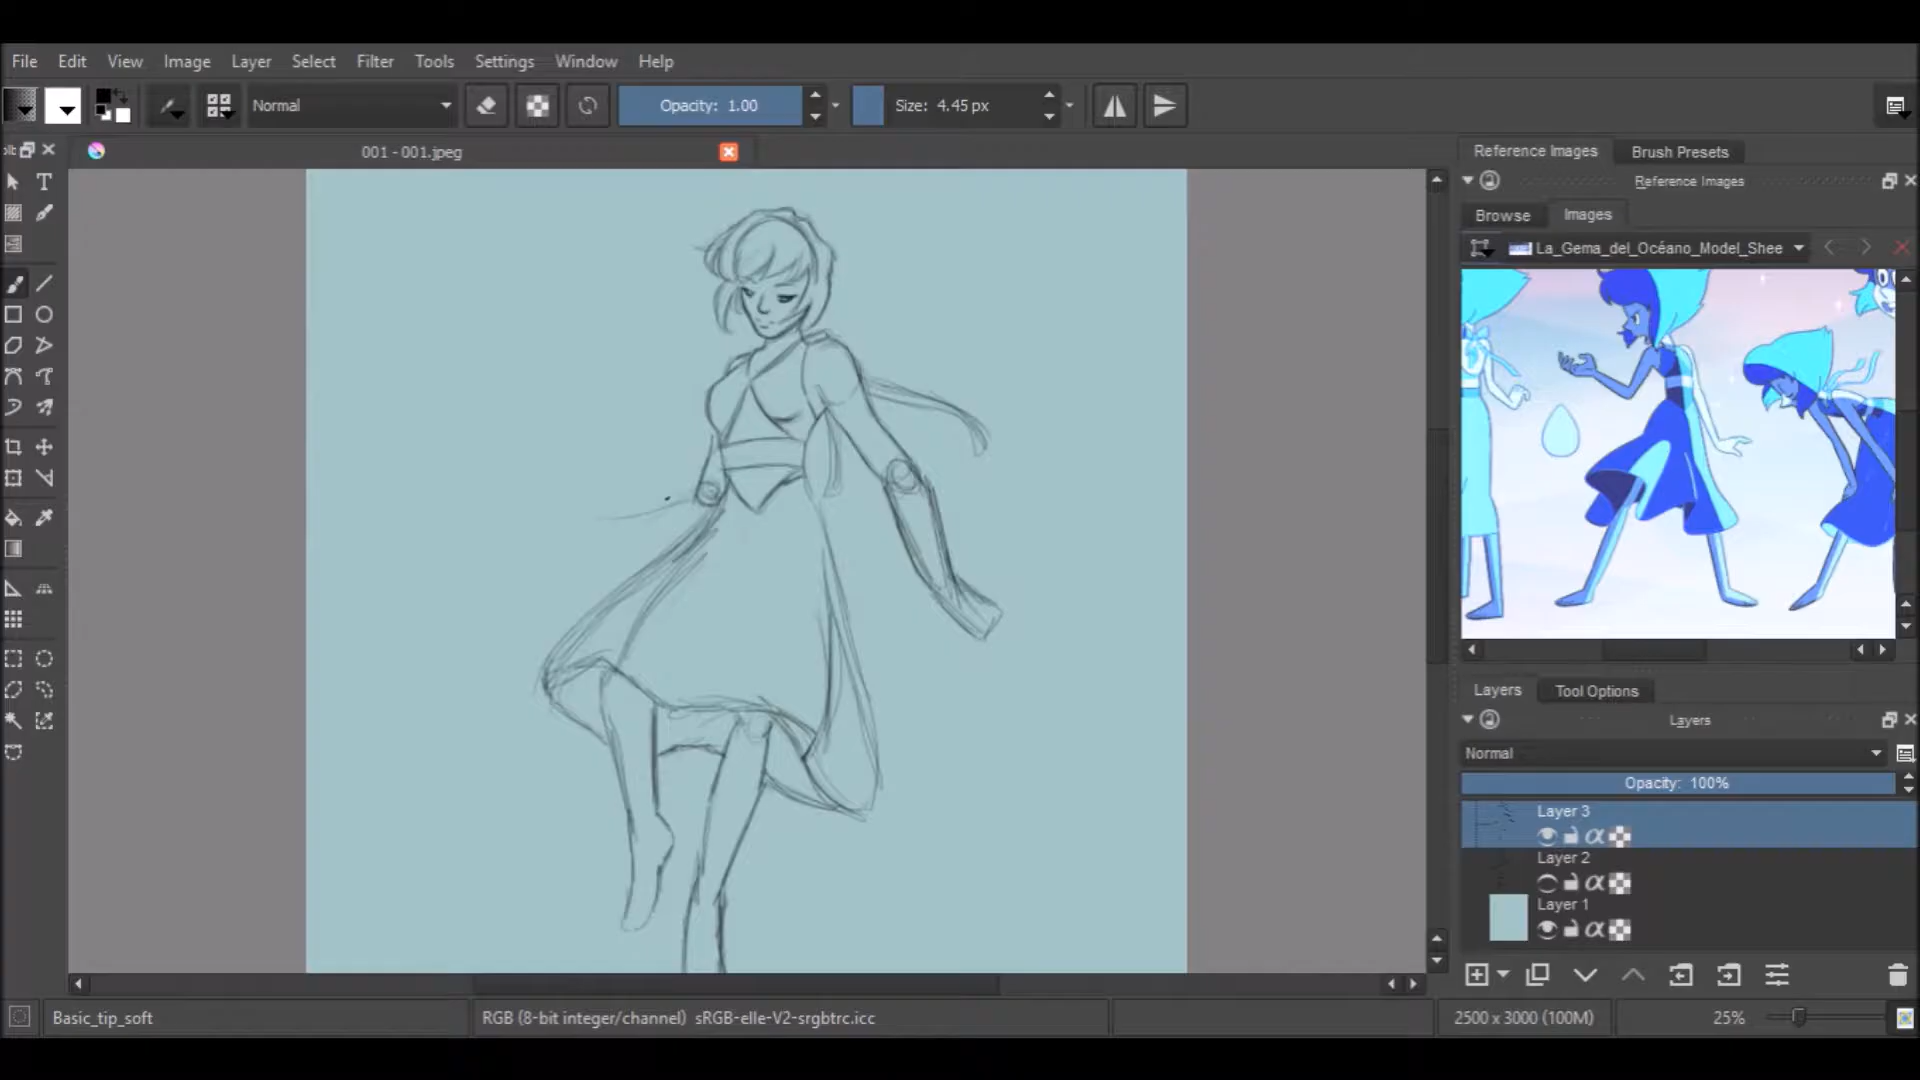 File Edit View Image Layer Select Filter Tools Settings Window Help
Normal Opacity: 1.00 Size: 4.45 px
001 - 001.jpeg
Reference Images Brush Presets
Reference Images
Browse Images
La_Gema_del_Océano_Model_Shee
Layers Tool Options
Layers
Normal
Opacity: 100%
Layer 3
Layer 2
Layer 1
Basic_tip_soft RGB (8-bit integer/channel) sRGB-elle-V2-srgbtrc.icc 2500 x 3000 (100M) 25%